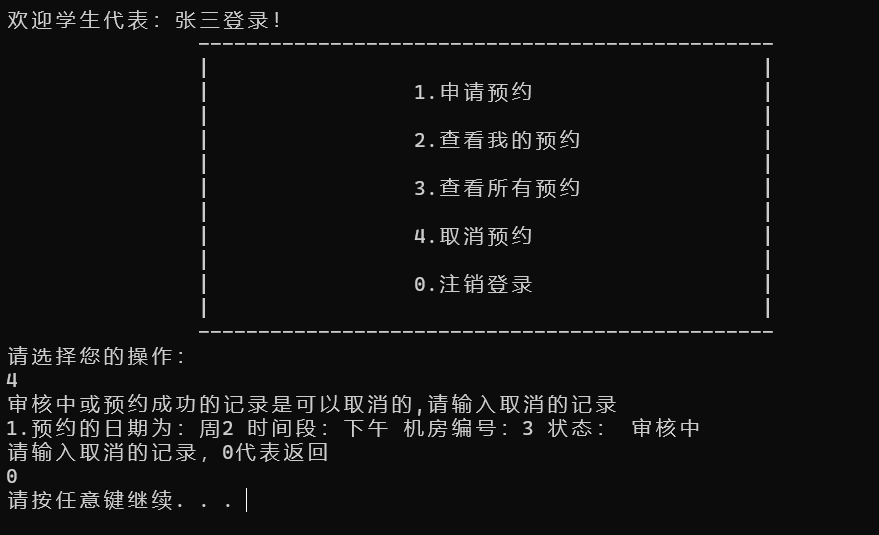 欢迎学生代表：张三登录！
------------------------------------------------
|                                              |
|                 1.申请预约                   |
|                                              |
|                 2.查看我的预约               |
|                                              |
|                 3.查看所有预约               |
|                                              |
|                 4.取消预约                   |
|                                              |
|                 0.注销登录                   |
|                                              |
------------------------------------------------
请选择您的操作：
4
审核中或预约成功的记录是可以取消的,请输入取消的记录
1.预约的日期为：周2 时间段：下午 机房编号：3 状态： 审核中
请输入取消的记录，0代表返回
0
请按任意键继续. . .